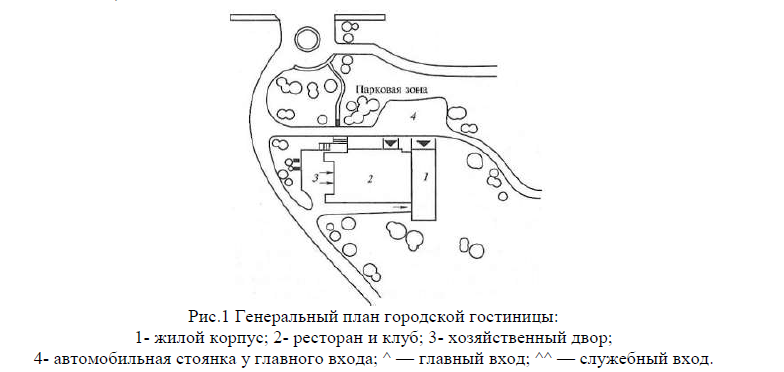 Парковая зона
4
3
2
1
Рис.1 Генеральный план городской гостиницы:
1- жилой корпус; 2- ресторан и клуб; 3- хозяйственный двор;
4- автомобильная стоянка у главного входа; ^ — главный вход; ^^ — служебный вход.